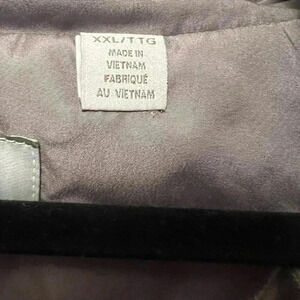 XXL/TTG
MADE IN
VIETNAM
FABRIQUÉ
AU VIETNAM